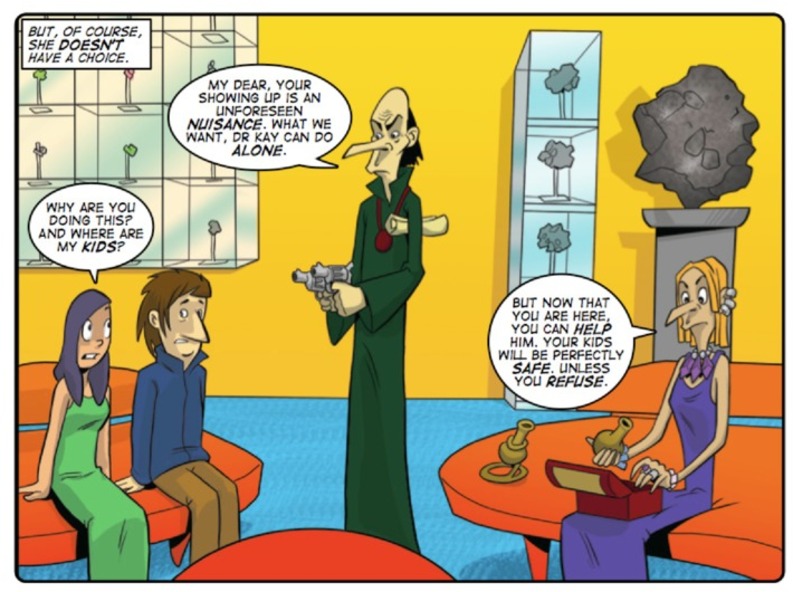 BUT, OF COURSE,
SHE DOESN'T
HAVE A CHOICE.
MY DEAR, YOUR
SHOWING UP IS AN
UNFORESEEN
NUISANCE. WHAT WE
WANT, DR KAY CAN DO
ALONE.
WHY ARE YOU
DOING THIS?
AND WHERE ARE
MY KIDS?
BUT NOW THAT
YOU ARE HERE,
YOU CAN HELP
HIM. YOUR KIDS
WILL BE PERFECTLY
SAFE. UNLESS
YOU REFUSE.